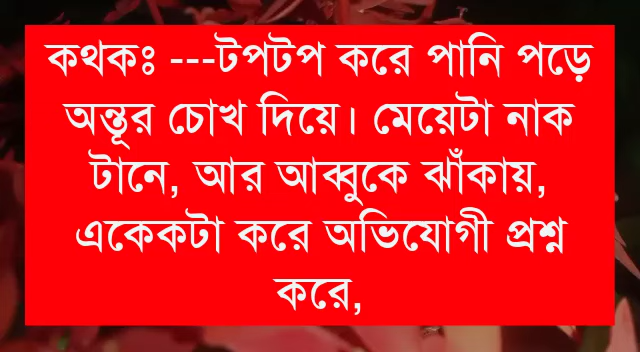 কথকঃ ---টপটপ করে পানি পড়ে
অন্তূর চোখ দিয়ে। মেয়েটা নাক
টানে, আর আব্বুকে ঝাঁকায়,
একেকটা করে অভিযোগী প্রশ্ন
করে,